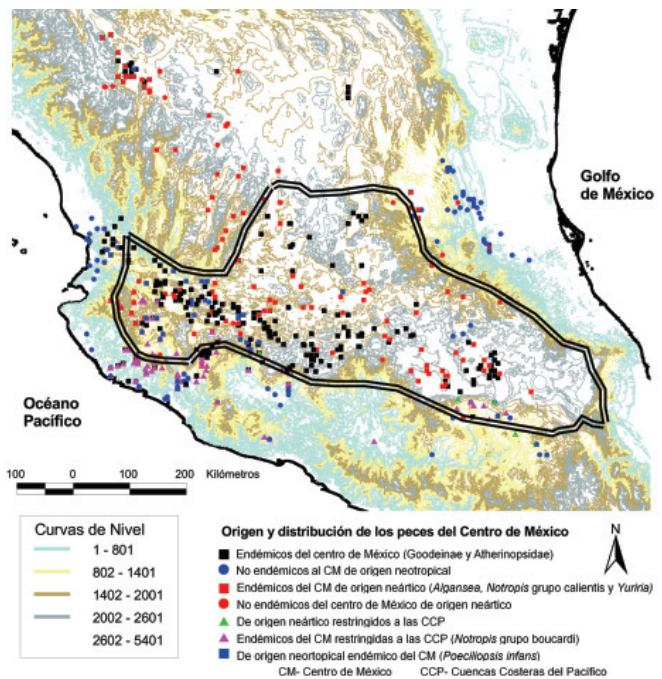 Golfo
de México
Océano
Pacífico
100 0 100 200 Kilómetros
Curvas de Nivel
1 - 801
802 - 1401
1402 - 2001
2002 - 2601
2602 - 5401
Origen y distribución de los peces del Centro de México
N
Endémicos del centro de México (Goodeinae y Atherinopsidae)
No endémicos al CM de origen neotropical
Endémicos del CM de origen neártico (Algansea, Notropis grupo calientis y Yuriria)
No endémicos del centro de México de origen neártico
De origen neártico restringidos a las CCP
Endémicos del CM restringidas a las CCP (Notropis grupo boucardi)
De origen neortopical endémico del CM (Poeciliopsis infans)
CM- Centro de México CCP- Cuencas Costeras del Pacífico